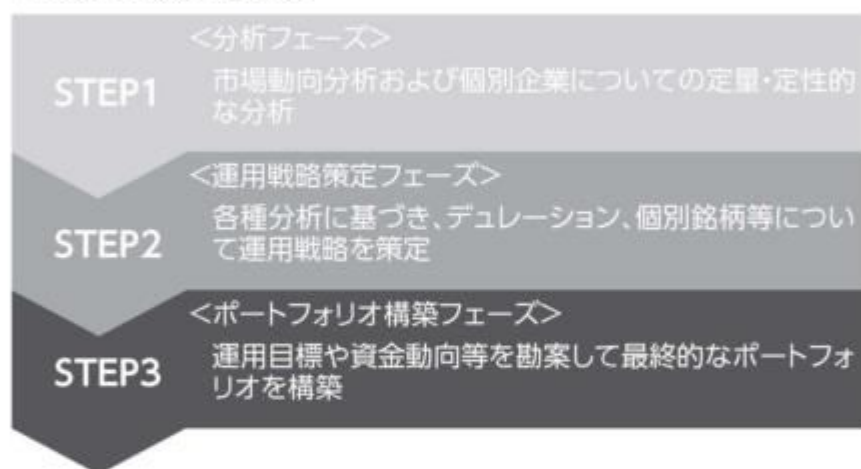 <分析フェーズ>
STEP1
市場動向分析および個別企業についての定量・定性的
な分析
<運用戦略策定フェーズ>
STEP2
各種分析に基づき、デュレーション、個別銘柄等につい
て運用戦略を策定
<ポートフォリオ構築フェーズ>
STEP3
運用目標や資金動向等を勘案して最終的なポートフォ
リオを構築